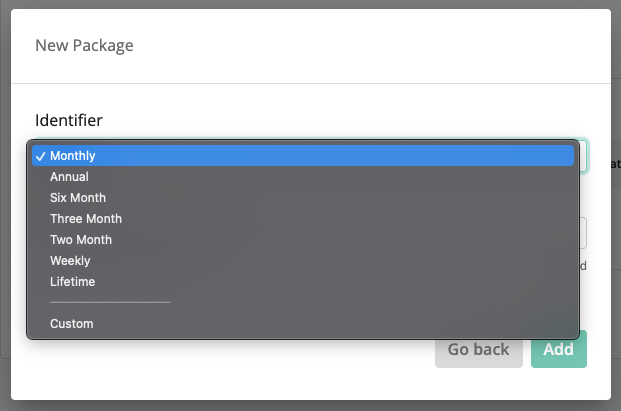 New Package
Identifier
✓ Monthly
Annual
Six Month
Three Month
Two Month
Weekly
Lifetime
Custom
Go back
Add